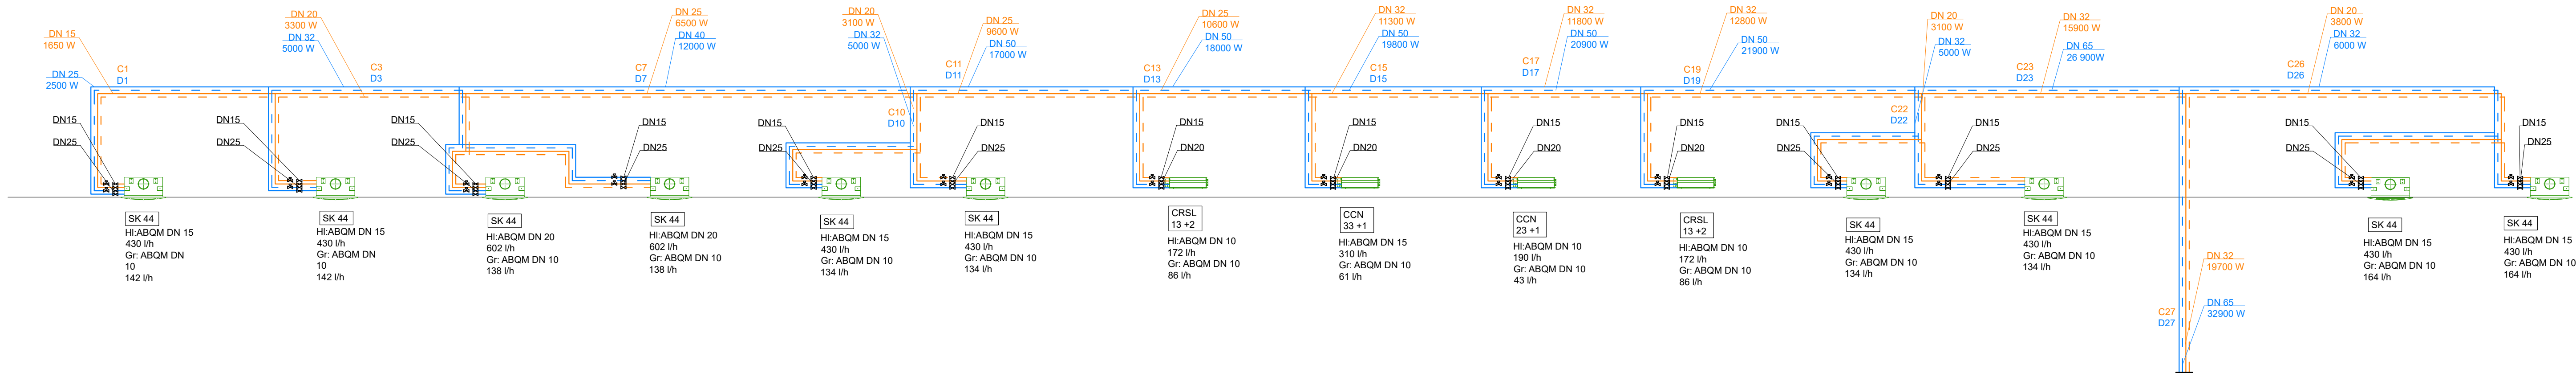 DN 15
1650 W
DN 25
2500 W
C1
D1
DN 20
3300 W
DN 32
5000 W
C3
D3
DN 25
6500 W
DN 40
12000 W
C7
D7
DN 20
3100 W
DN 32
5000 W
C10
D10
DN 25
9600 W
DN 50
17000 W
C11
D11
DN 25
10600 W
DN 50
18000 W
C13
D13
DN 32
11300 W
DN 50
19800 W
C15
D15
DN 32
11800 W
DN 50
20900 W
C17
D17
DN 32
12800 W
DN 50
21900 W
C19
D19
DN 20
3100 W
DN 32
5000 W
C22
D22
DN 32
15900 W
DN 65
26 900W
C23
D23
DN 20
3800 W
DN 32
6000 W
C26
D26
DN15
DN25
DN15
DN25
DN15
DN25
DN15
DN25
DN15
DN25
DN15
DN25
DN15
DN20
DN15
DN20
DN15
DN20
DN15
DN20
DN15
DN25
DN15
DN25
DN15
DN25
DN15
DN25
SK 44
HI:ABQM DN 15
430 l/h
Gr: ABQM DN
10
142 l/h
SK 44
HI:ABQM DN 15
430 l/h
Gr: ABQM DN
10
142 l/h
SK 44
HI:ABQM DN 20
602 l/h
Gr: ABQM DN 10
138 l/h
SK 44
HI:ABQM DN 20
602 l/h
Gr: ABQM DN 10
138 l/h
SK 44
HI:ABQM DN 15
430 l/h
Gr: ABQM DN 10
134 l/h
SK 44
HI:ABQM DN 15
430 l/h
Gr: ABQM DN 10
134 l/h
CRSL
13 +2
HI:ABQM DN 10
172 l/h
Gr: ABQM DN 10
86 l/h
CCN
33 +1
HI:ABQM DN 15
310 l/h
Gr: ABQM DN 10
61 l/h
CCN
23 +1
HI:ABQM DN 10
190 l/h
Gr: ABQM DN 10
43 l/h
CRSL
13 +2
HI:ABQM DN 10
172 l/h
Gr: ABQM DN 10
86 l/h
SK 44
HI:ABQM DN 15
430 l/h
Gr: ABQM DN 10
134 l/h
SK 44
HI:ABQM DN 15
430 l/h
Gr: ABQM DN 10
134 l/h
SK 44
HI:ABQM DN 15
430 l/h
Gr: ABQM DN 10
164 l/h
SK 44
HI:ABQM DN 15
430 l/h
Gr: ABQM DN 10
164 l/h
DN 32
19700 W
DN 65
32900 W
C27
D27